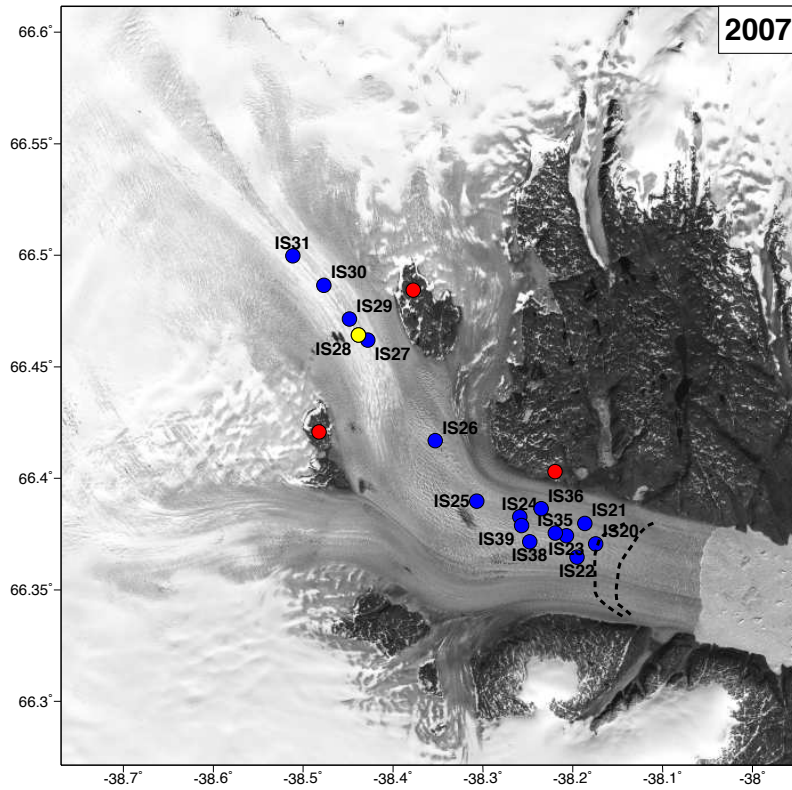 2007
66.6°
66.55°
66.5°
66.45°
66.4°
66.35°
66.3°
IS31
IS30
IS29
IS28
IS27
IS26
IS25
IS24
IS36
IS21
IS35
IS20
IS39
IS38
IS23
IS22
-38.7°
-38.6°
-38.5°
-38.4°
-38.3°
-38.2°
-38.1°
-38°